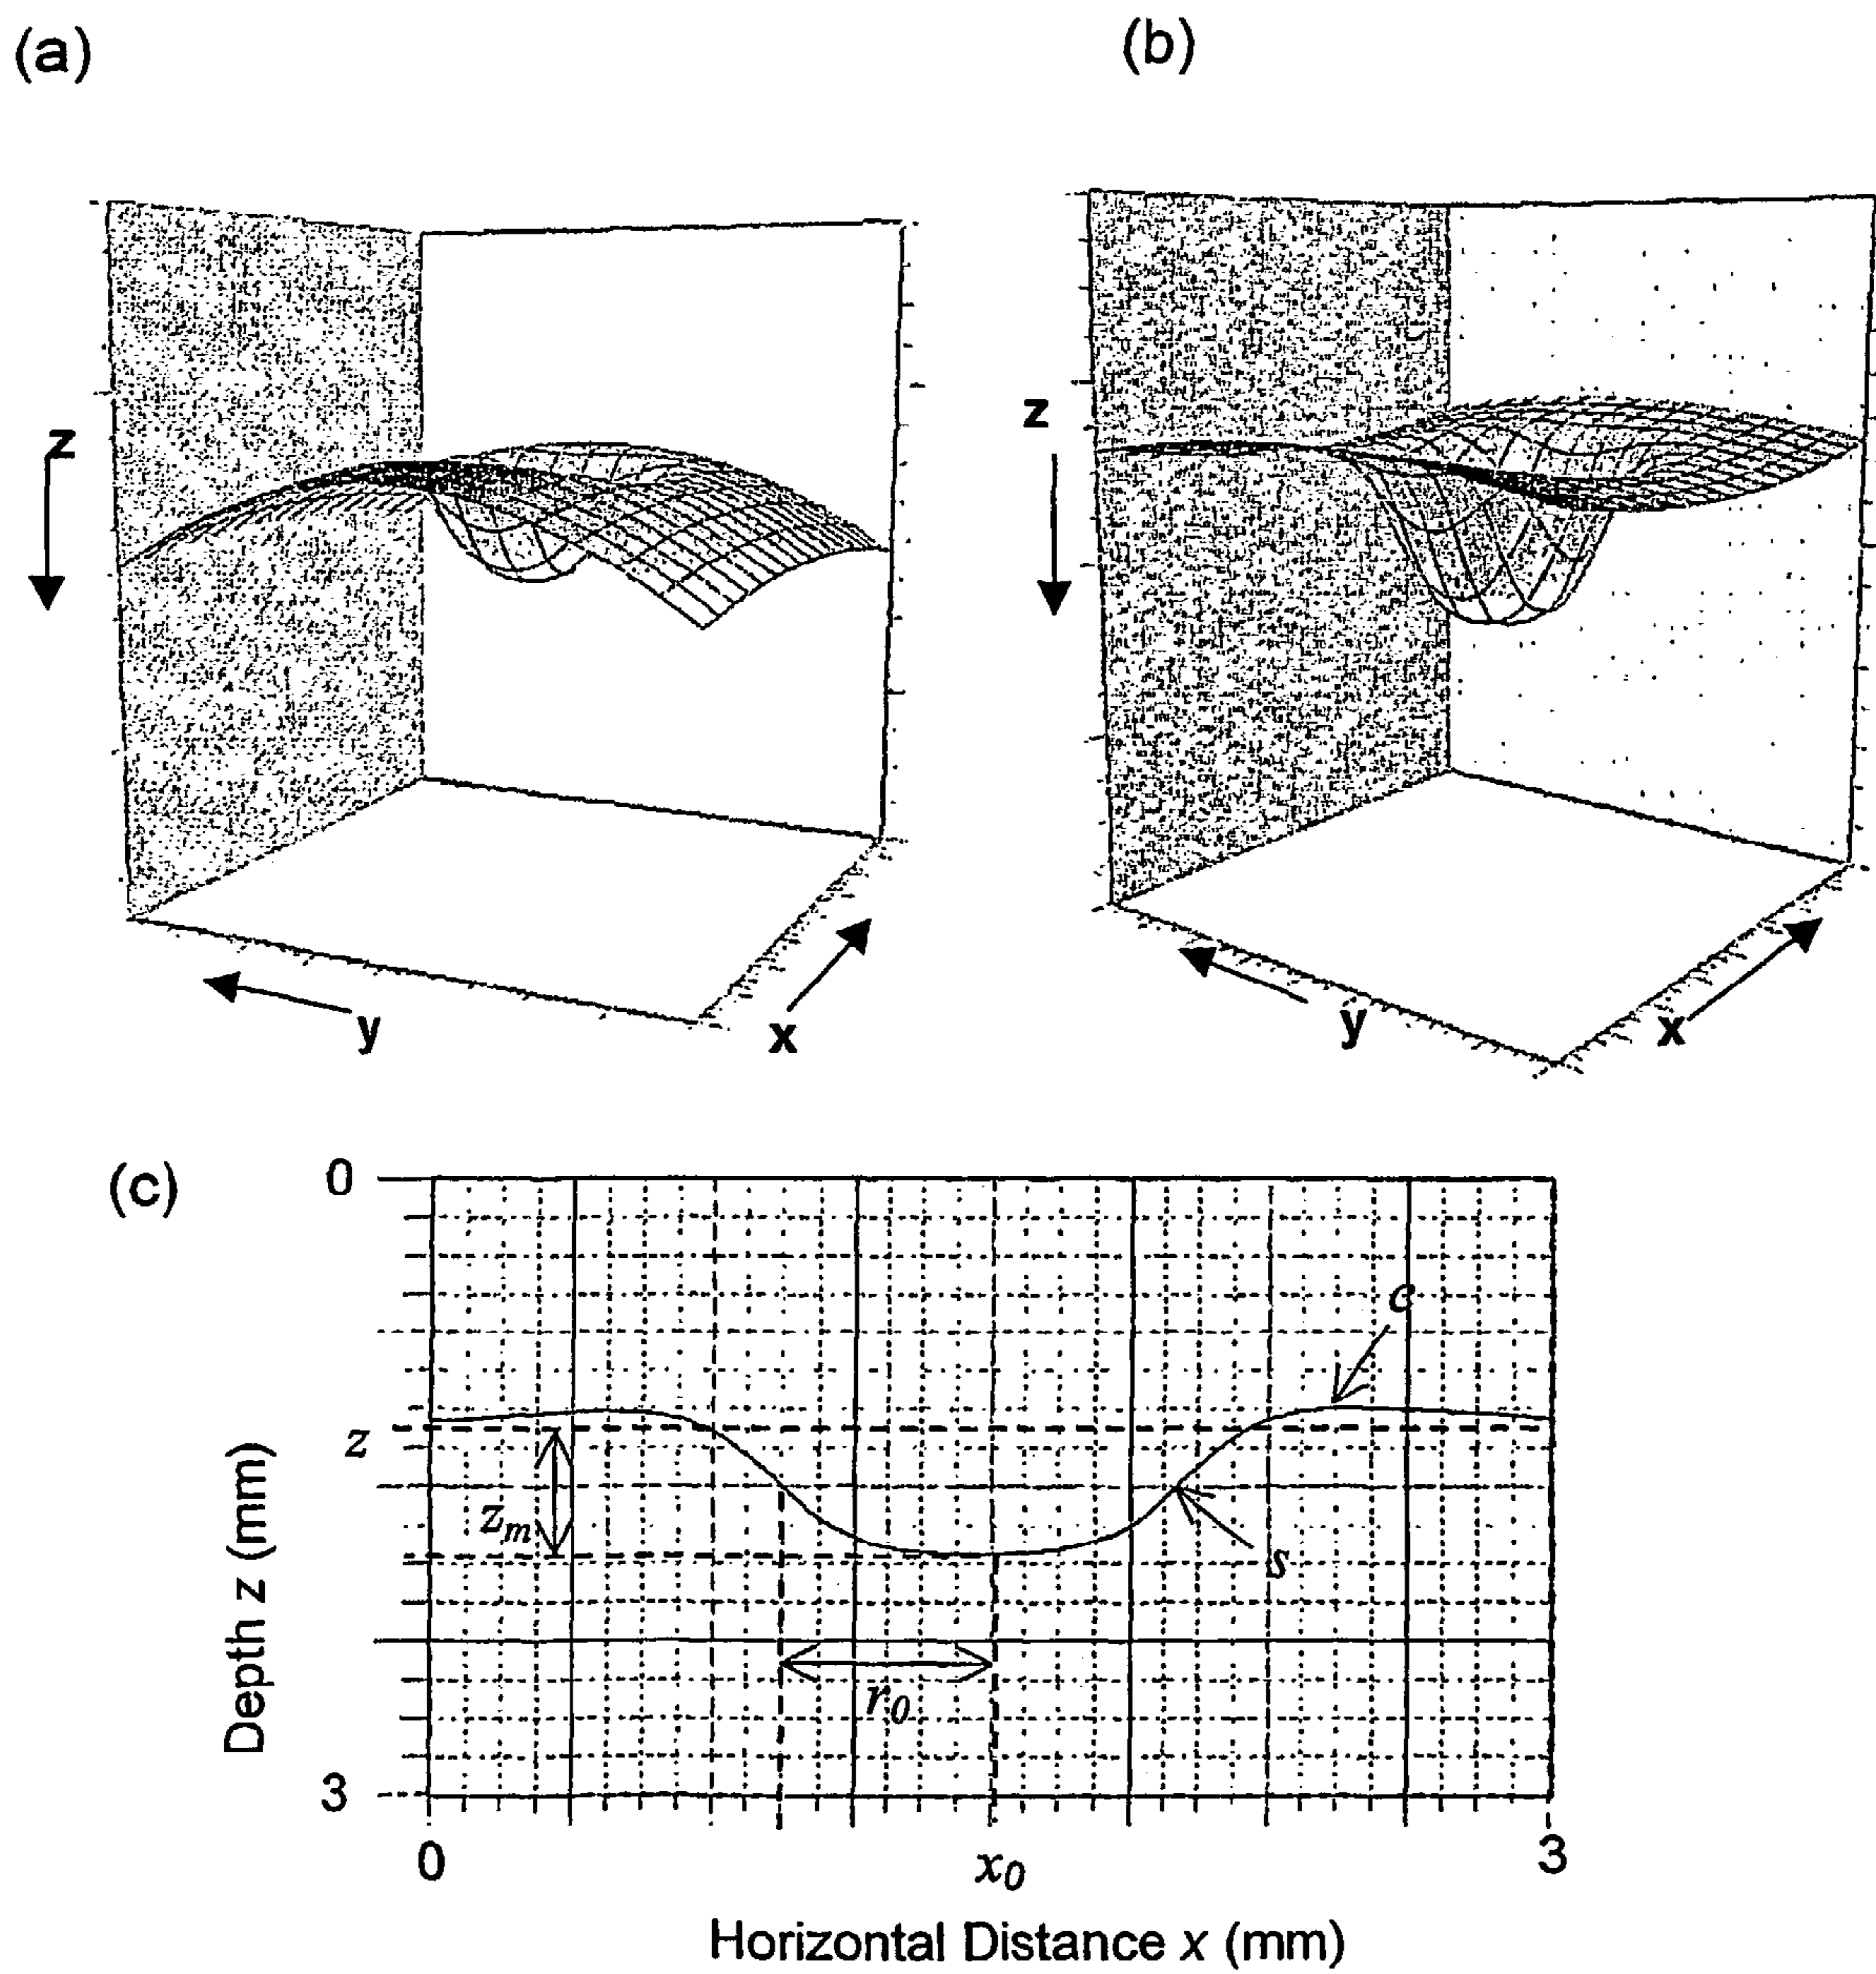 (a)
(b)
z
z
y
x
y
x
(c)
0
c
z
z_m
s
r_0
Depth z (mm)
3
0
x_0
3
Horizontal Distance x (mm)